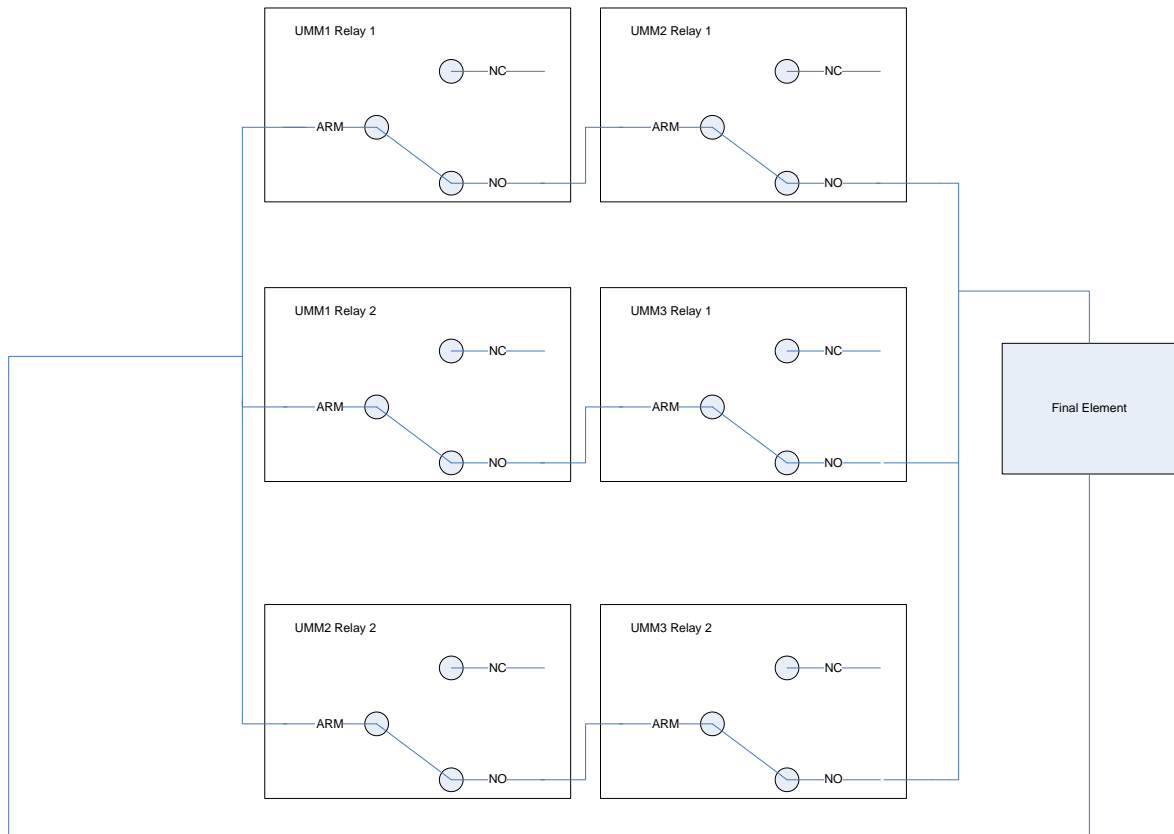 UMM1 Relay 1
UMM2 Relay 1
NC
NC
ARM
ARM
NO
NO
UMM1 Relay 2
UMM3 Relay 1
NC
NC
ARM
ARM
Final Element
NO
NO
UMM2 Relay 2
UMM3 Relay 2
NC
NC
ARM
ARM
NO
NO